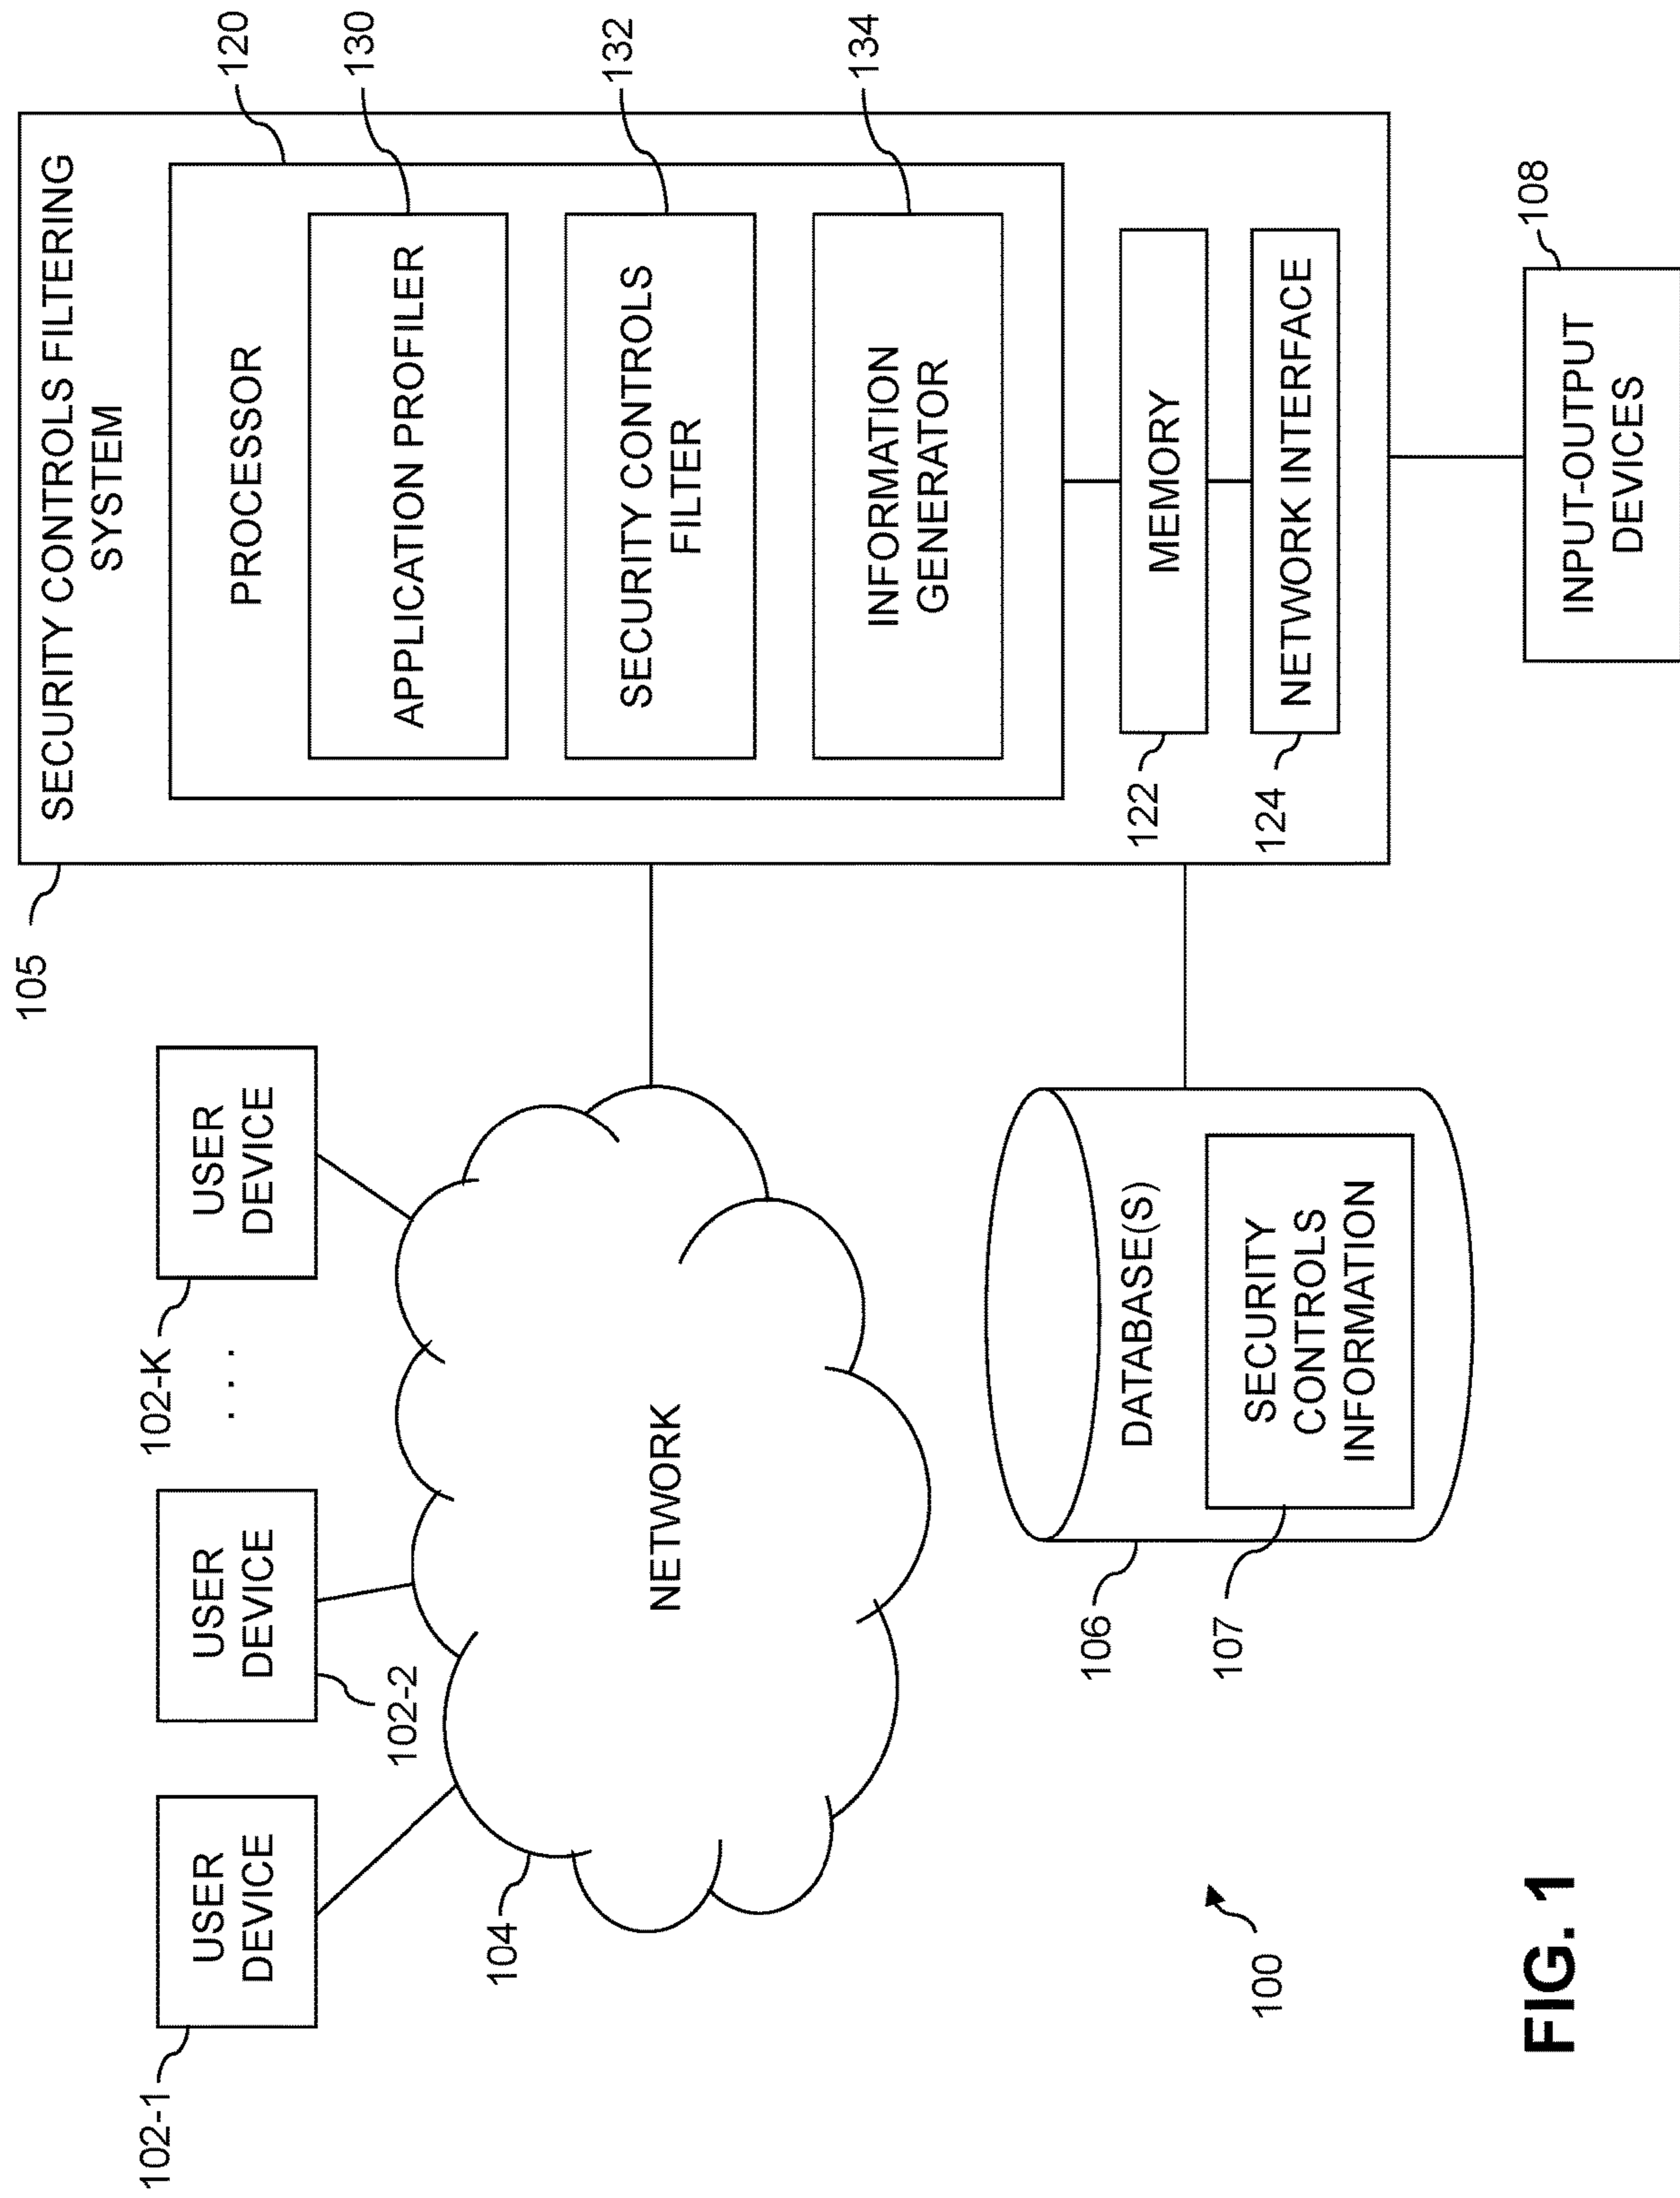 102-1
USER
DEVICE
USER
DEVICE
102-2
102-K
. . .
USER
DEVICE
104
NETWORK
105
SECURITY CONTROLS FILTERING
SYSTEM
PROCESSOR
120
APPLICATION PROFILER
130
SECURITY CONTROLS
FILTER
132
INFORMATION
GENERATOR
134
122
MEMORY
124
NETWORK INTERFACE
106
DATABASE(S)
107
SECURITY
CONTROLS
INFORMATION
108
INPUT-OUTPUT
DEVICES
100
FIG. 1